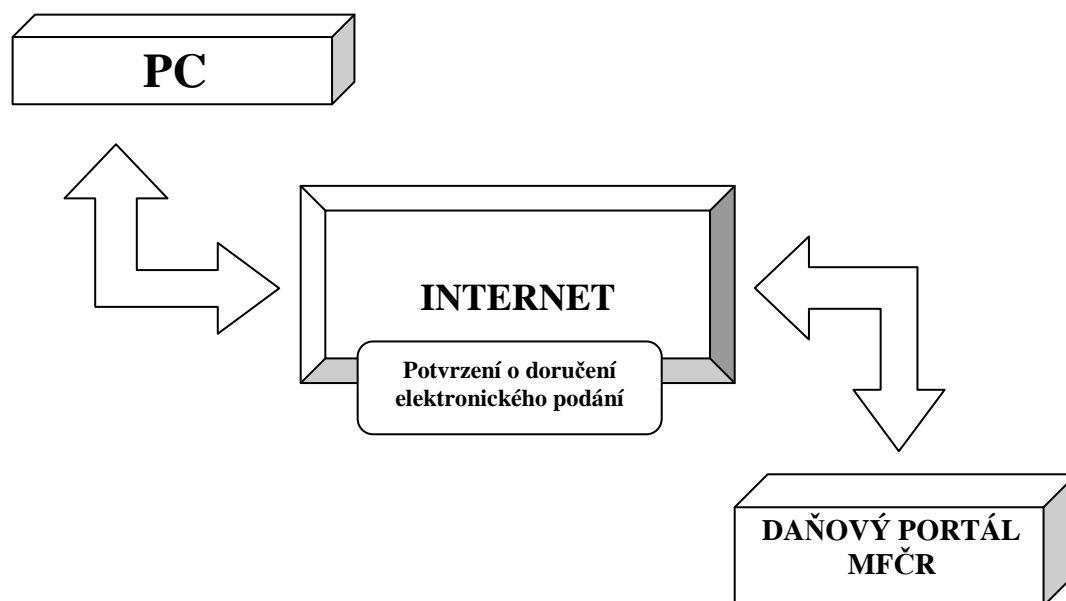 PC
INTERNET
Potvrzení o doručení
elektronického podání
DAŇOVÝ PORTÁL
MFČR